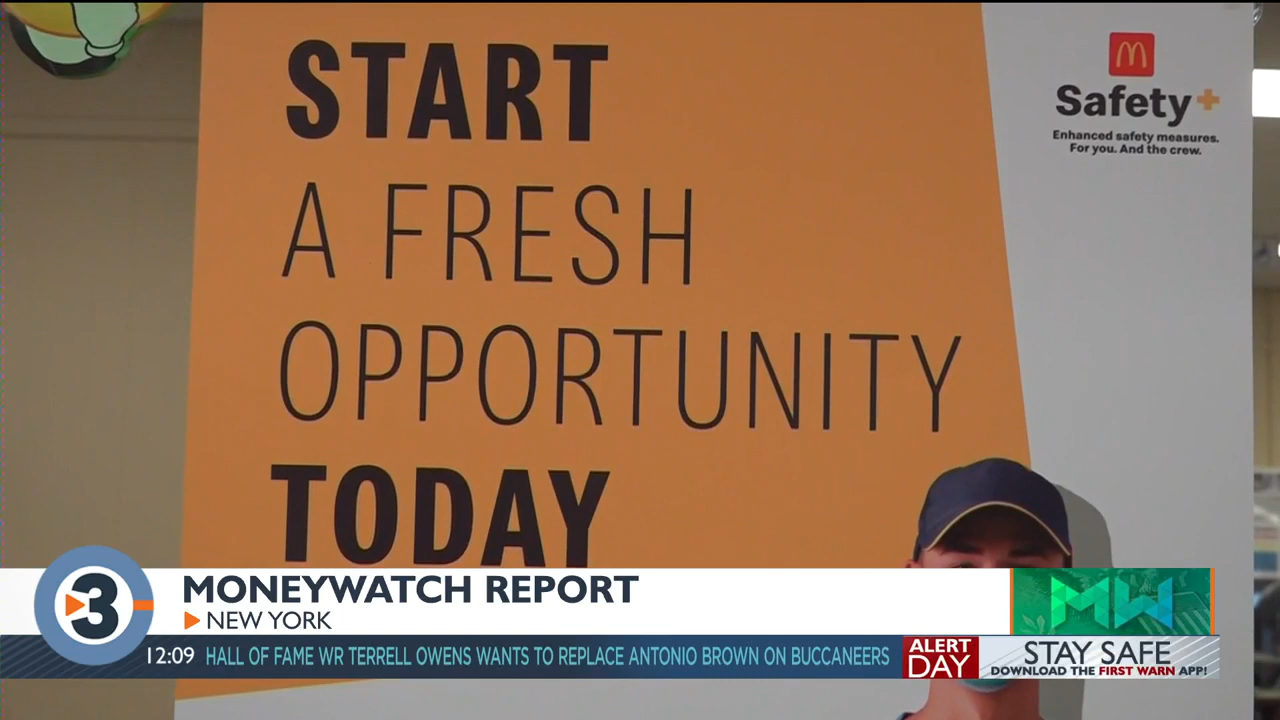 START
A FRESH
OPPORTUNITY
TODAY
Safety+
Enhanced safety measures.
For you. And the crew.
3
MONEYWATCH REPORT
NEW YORK
MW
12:09 HALL OF FAME WR TERRELL OWENS WANTS TO REPLACE ANTONIO BROWN ON BUCCANEERS
ALERT
DAY
STAY SAFE
DOWNLOAD THE FIRST WARN APP!